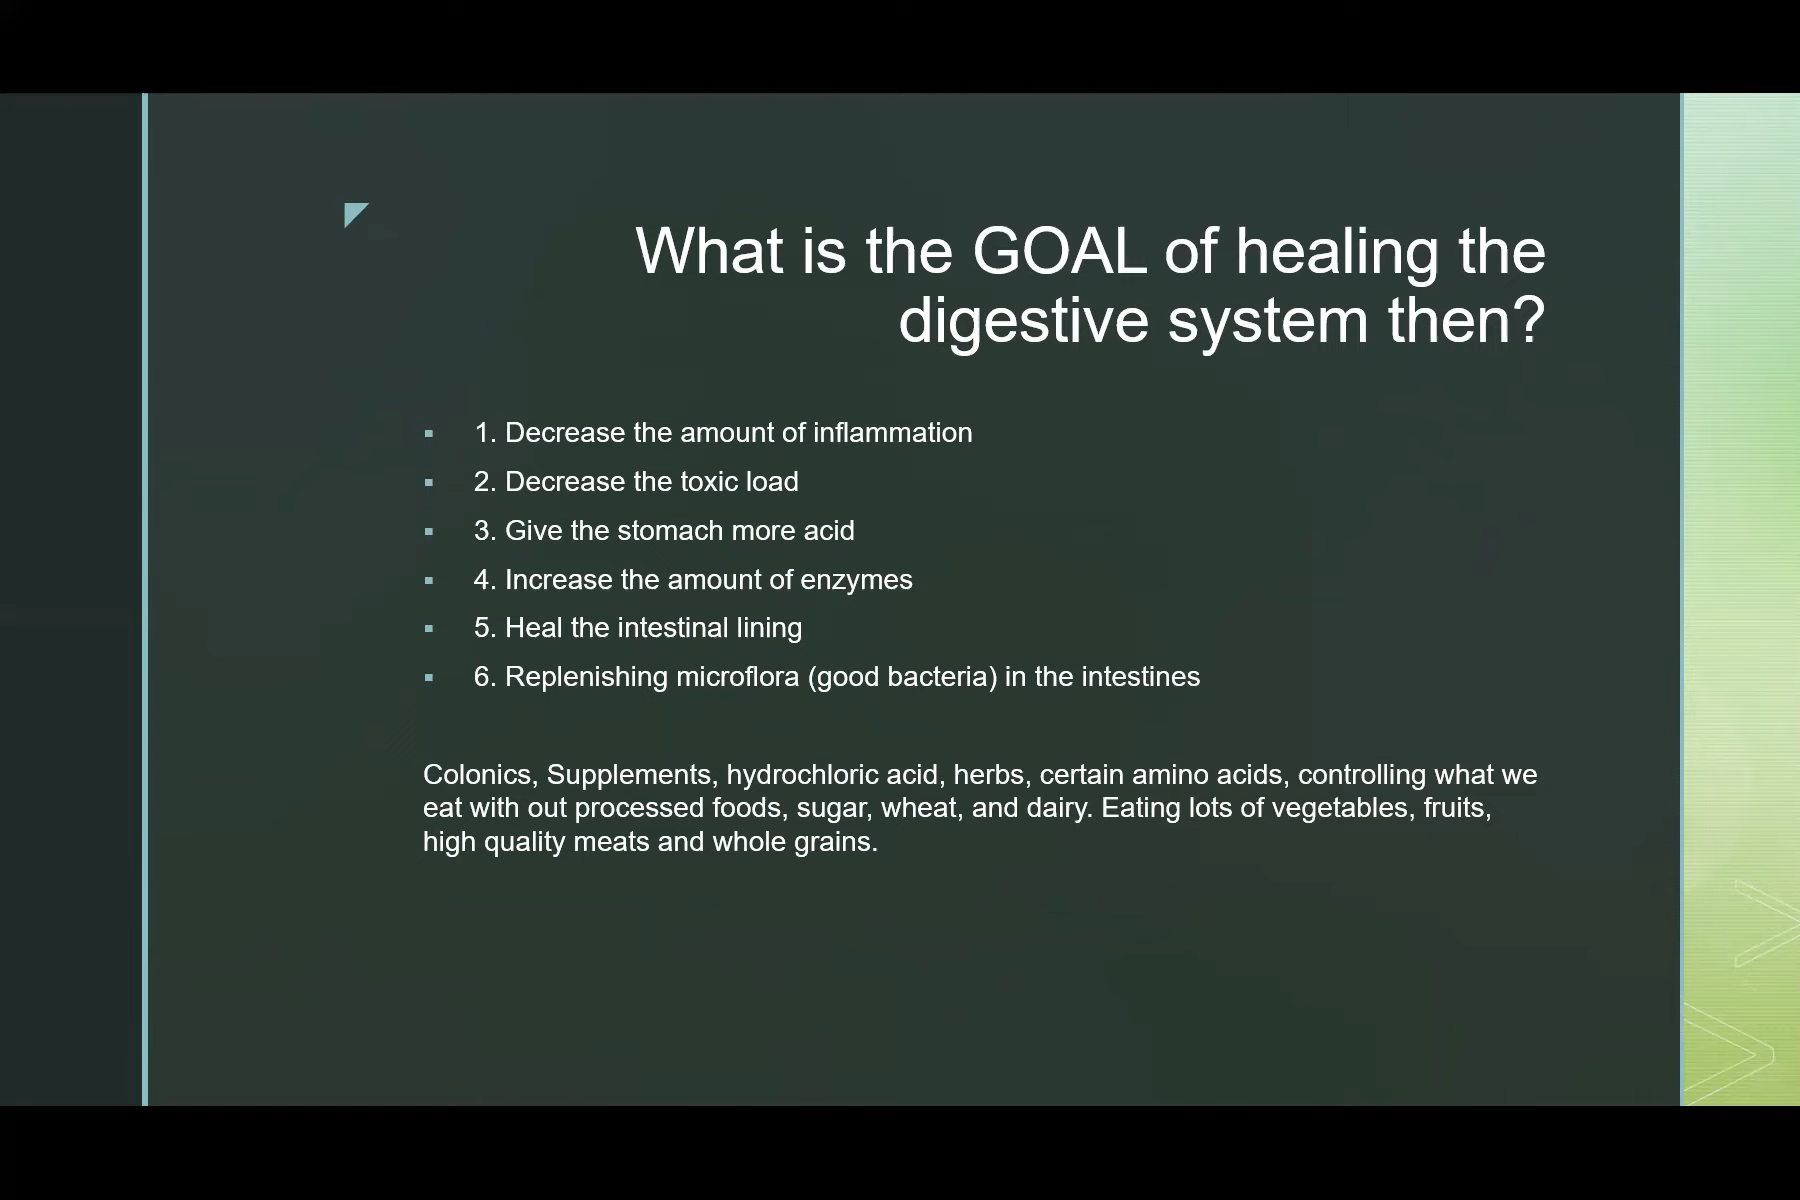 What is the GOAL of healing the
digestive system then?
▪ 1. Decrease the amount of inflammation
▪ 2. Decrease the toxic load
▪ 3. Give the stomach more acid
▪ 4. Increase the amount of enzymes
▪ 5. Heal the intestinal lining
▪ 6. Replenishing microflora (good bacteria) in the intestines
Colonics, Supplements, hydrochloric acid, herbs, certain amino acids, controlling what we
eat with out processed foods, sugar, wheat, and dairy. Eating lots of vegetables, fruits,
high quality meats and whole grains.